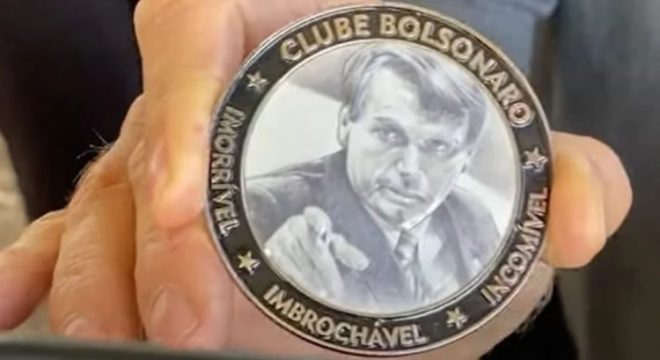 CLUBE BOLSONARO
IMORRÍVEL
IMBROCHÁVEL
INCOMÍVEL